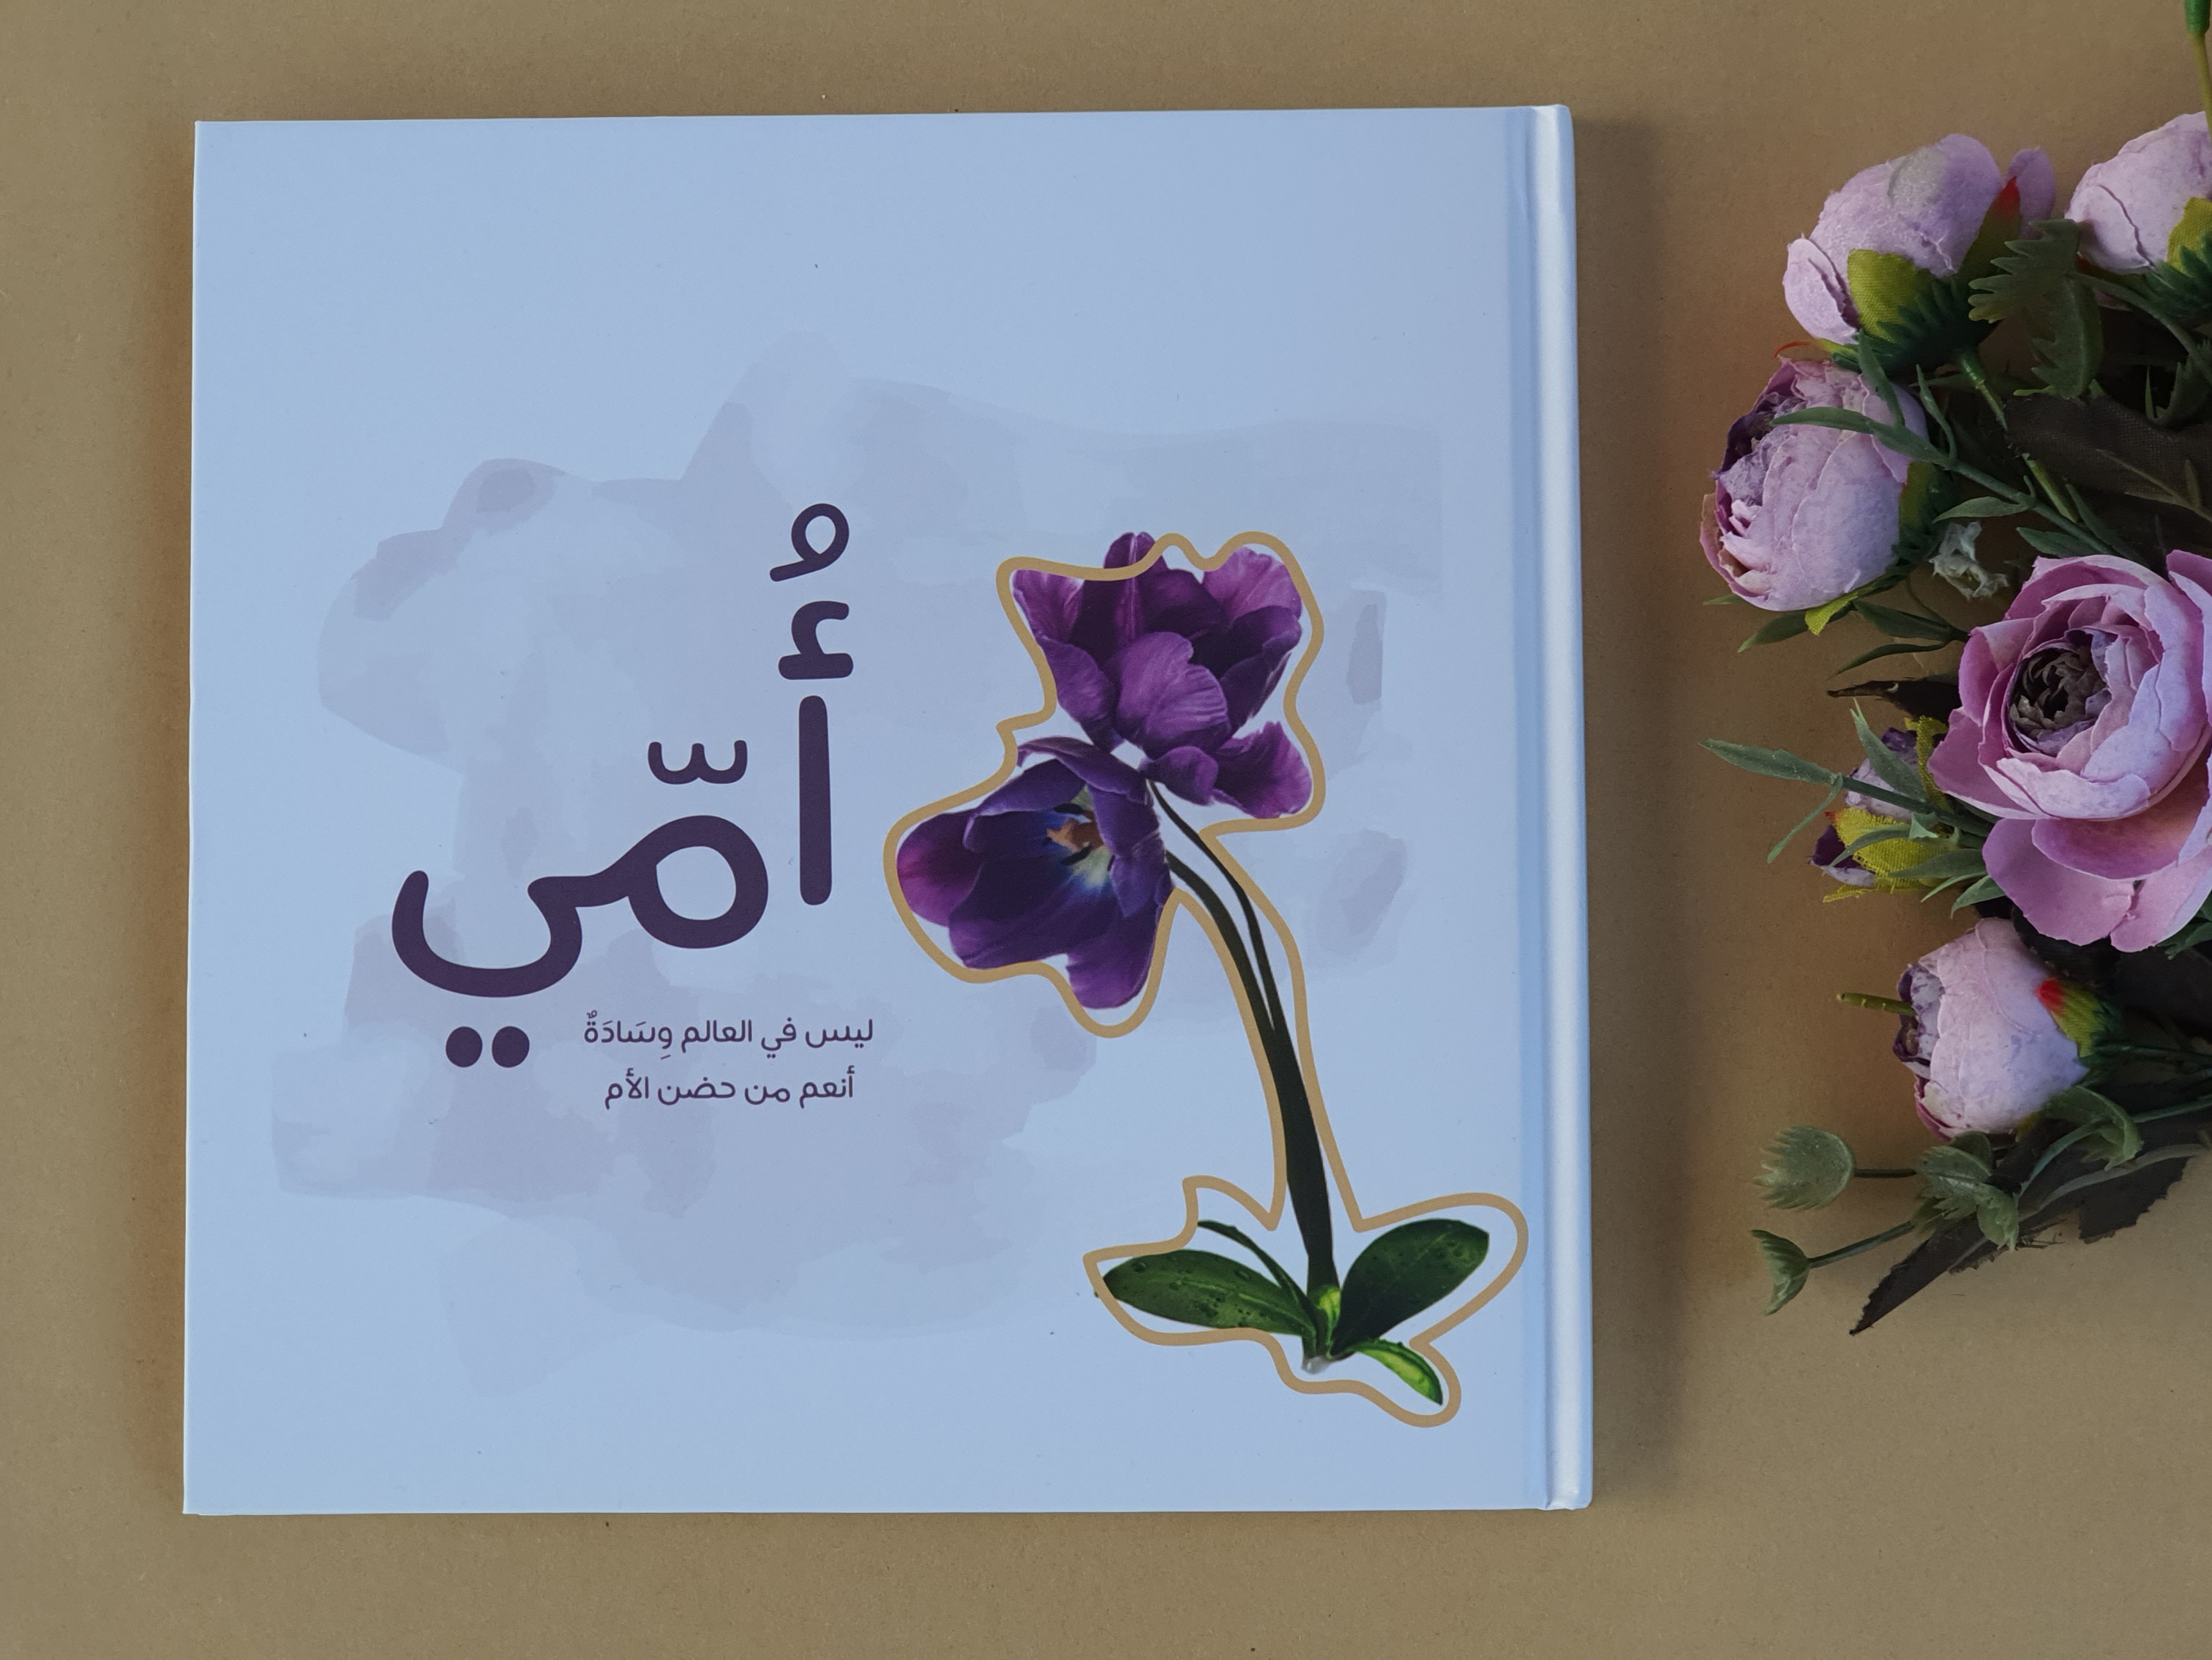 أُمّي
ليس في العالم وِسَادَةٌ
أنعم من حضن الأم